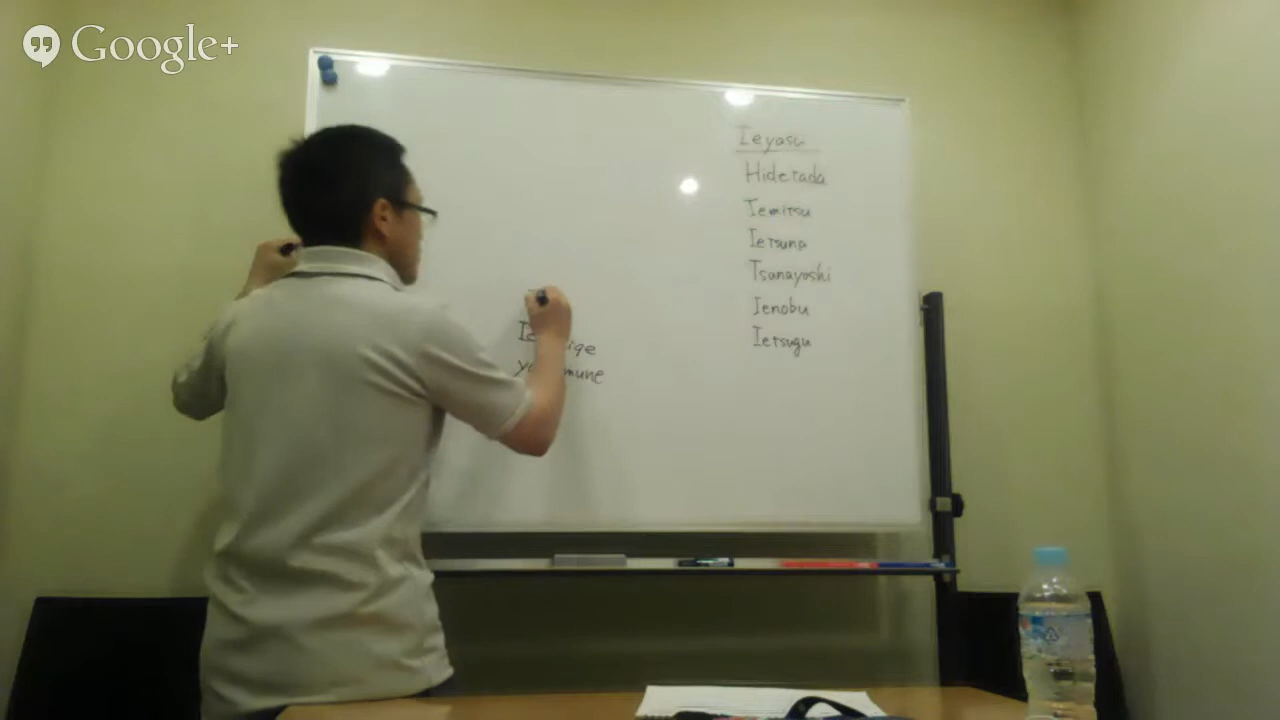 Google+
Ieyasu
Hidetada
Iemitsu
Ietsuna
Tsunayoshi
Ienobu
Ietsugu